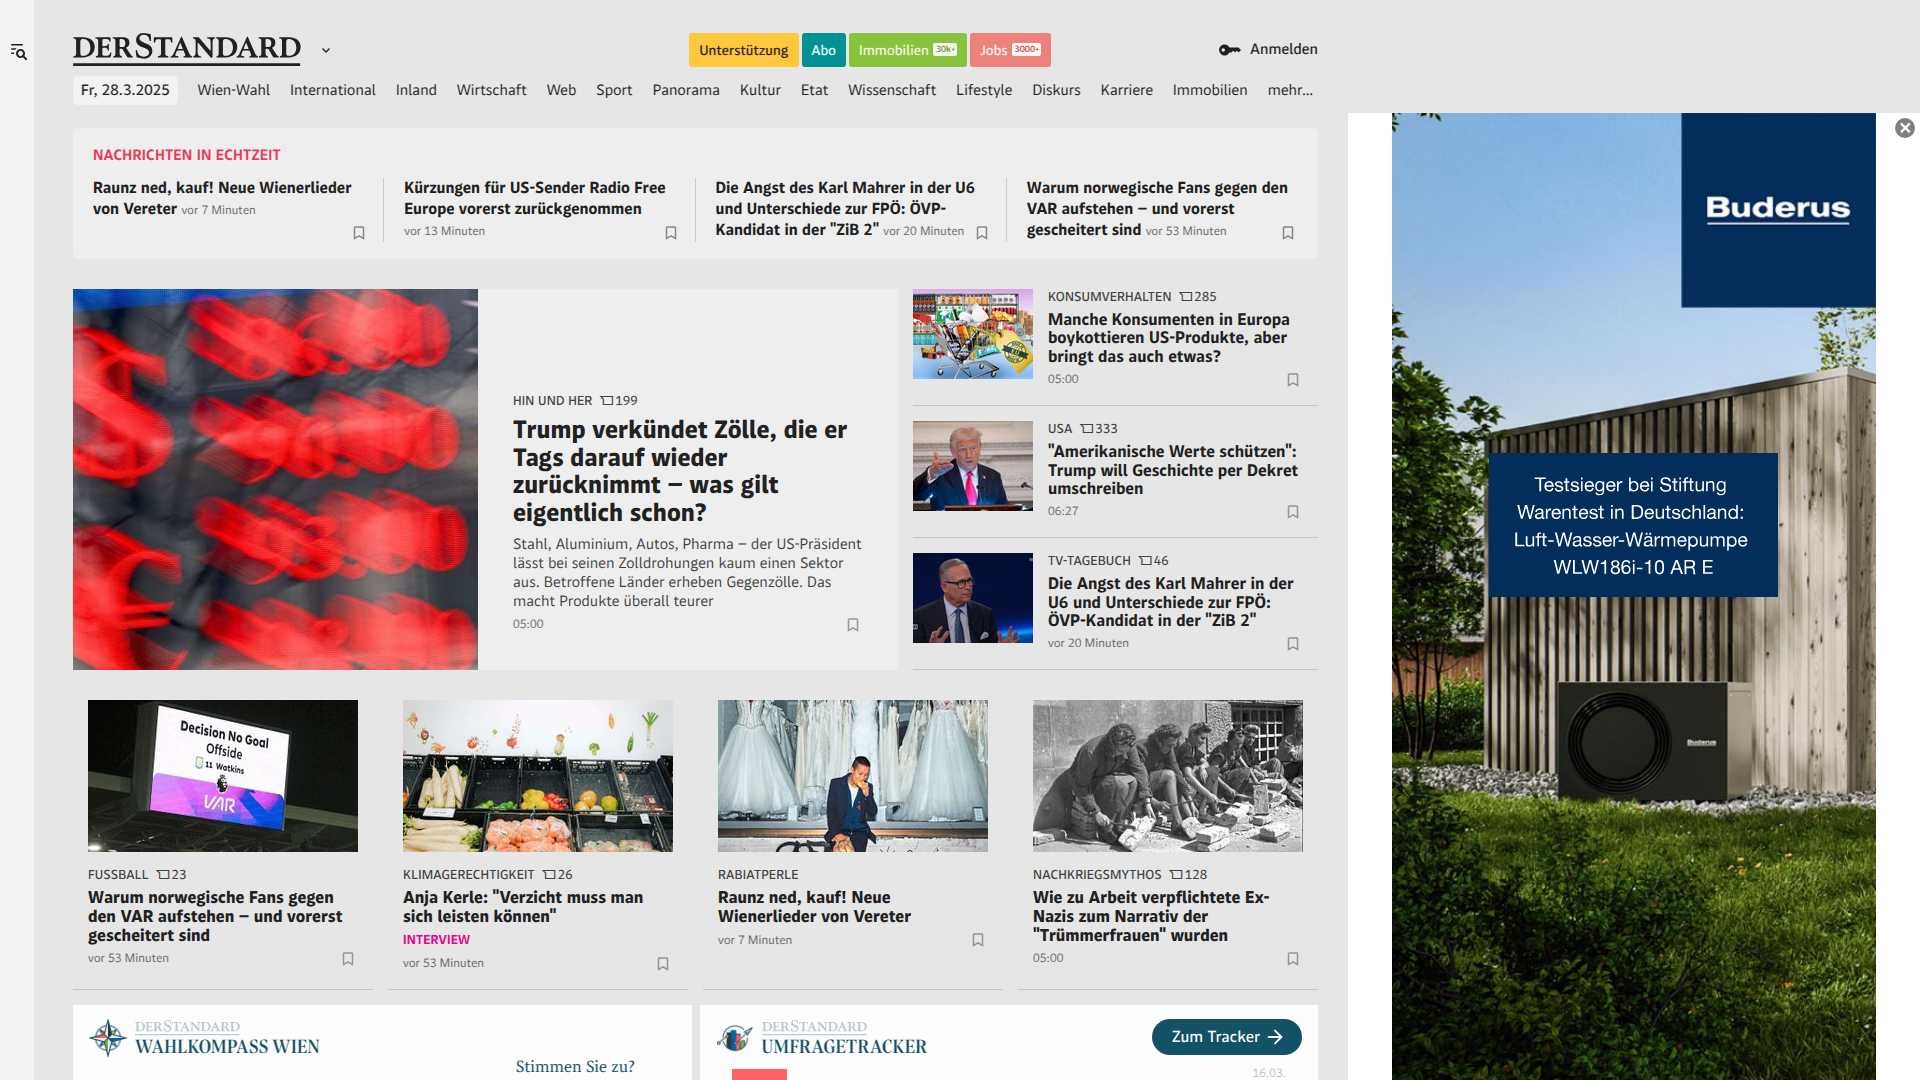 DERSTANDARD
Unterstützung
Abo
Immobilien 30k+
Jobs 3000+
Anmelden
Fr, 28.3.2025
Wien-Wahl
International
Inland
Wirtschaft
Web
Sport
Panorama
Kultur
Etat
Wissenschaft
Lifestyle
Diskurs
Karriere
Immobilien
mehr...
NACHRICHTEN IN ECHTZEIT
Raunz ned, kauf! Neue Wienerlieder
von Vereter vor 7 Minuten
Kürzungen für US-Sender Radio Free
Europe vorerst zurückgenommen
vor 13 Minuten
Die Angst des Karl Mahrer in der U6
und Unterschiede zur FPÖ: ÖVP-
Kandidat in der "ZiB 2" vor 20 Minuten
Warum norwegische Fans gegen den
VAR aufstehen – und vorerst
gescheitert sind vor 53 Minuten
HIN UND HER 199
Trump verkündet Zölle, die er
Tags darauf wieder
zurücknimmt – was gilt
eigentlich schon?
Stahl, Aluminium, Autos, Pharma – der US-Präsident
lässt bei seinen Zolldrohungen kaum einen Sektor
aus. Betroffene Länder erheben Gegenzölle. Das
macht Produkte überall teurer
05:00
KONSUMVERHALTEN 285
Manche Konsumenten in Europa
boykottieren US-Produkte, aber
bringt das auch etwas?
05:00
USA 333
"Amerikanische Werte schützen":
Trump will Geschichte per Dekret
umschreiben
06:27
TV-TAGEBUCH 46
Die Angst des Karl Mahrer in der
U6 und Unterschiede zur FPÖ:
ÖVP-Kandidat in der "ZiB 2"
vor 20 Minuten
Decision No Goal
Offside
11 Watkins
VAR
FUSSBALL 23
Warum norwegische Fans gegen
den VAR aufstehen – und vorerst
gescheitert sind
vor 53 Minuten
KLIMAGERECHTIGKEIT 26
Anja Kerle: "Verzicht muss man
sich leisten können"
INTERVIEW
vor 53 Minuten
RABIATPERLE
Raunz ned, kauf! Neue
Wienerlieder von Vereter
vor 7 Minuten
NACHKRIEGSMYTHOS 128
Wie zu Arbeit verpflichtete Ex-
Nazis zum Narrativ der
"Trümmerfrauen" wurden
05:00
DERSTANDARD
WAHLKOMPASS WIEN
Stimmen Sie zu?
DERSTANDARD
UMFRAGETRACKER
Zum Tracker
16.03.
Buderus
Testsieger bei Stiftung
Warentest in Deutschland:
Luft-Wasser-Wärmepumpe
WLW186i-10 AR E
Buderus